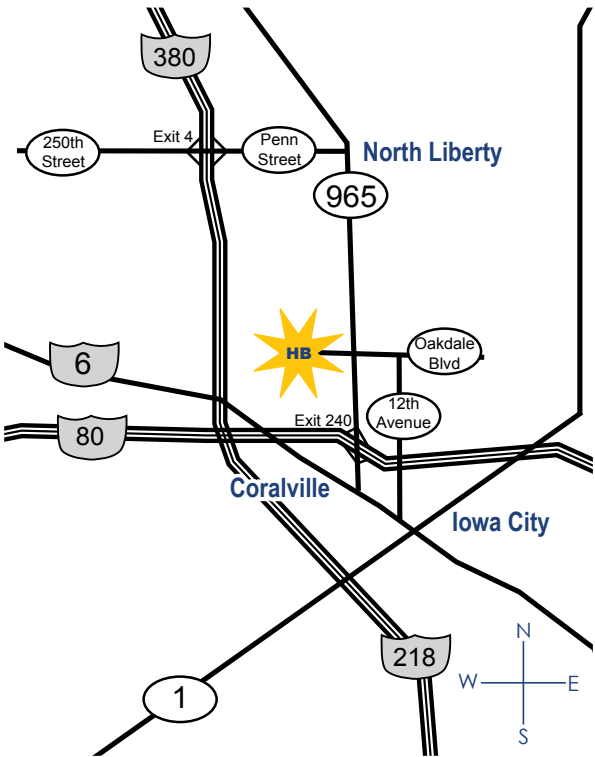 380
250th
Street
Exit 4
Penn
Street
North Liberty
965
HB
Oakdale
Blvd
6
12th
Avenue
Exit 240
80
Coralville
Iowa City
N
W
E
S
218
1